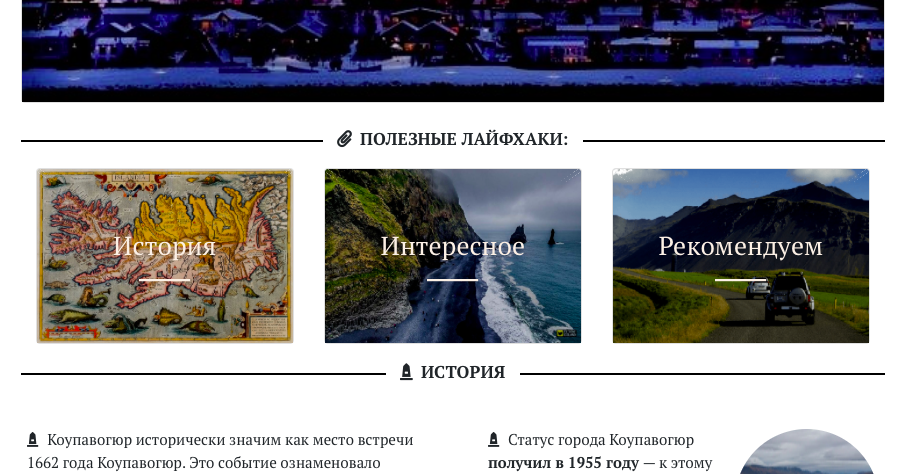 ПОЛЕЗНЫЕ ЛАЙФХАКИ:
История
Интересное
Рекомендуем
ИСТОРИЯ
Коупавогюр исторически значим как место встречи
1662 года Коупавогюр. Это событие ознаменовало
Статус города Коупавогюр
получил в 1955 году — к этому